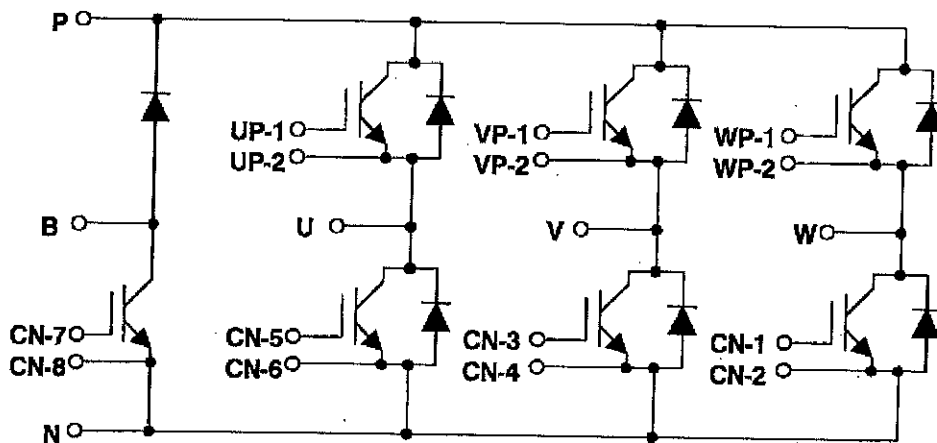 P
UP-1
VP-1
WP-1
UP-2
VP-2
WP-2
B
U
V
W
CN-7
CN-5
CN-3
CN-1
CN-8
CN-6
CN-4
CN-2
N